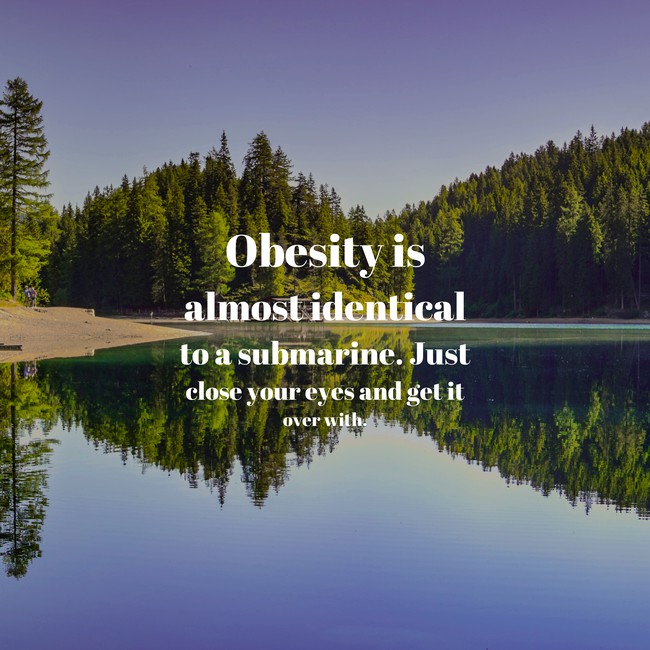 Obesity is
almost identical
to a submarine. Just
close your eyes and get it
over with.